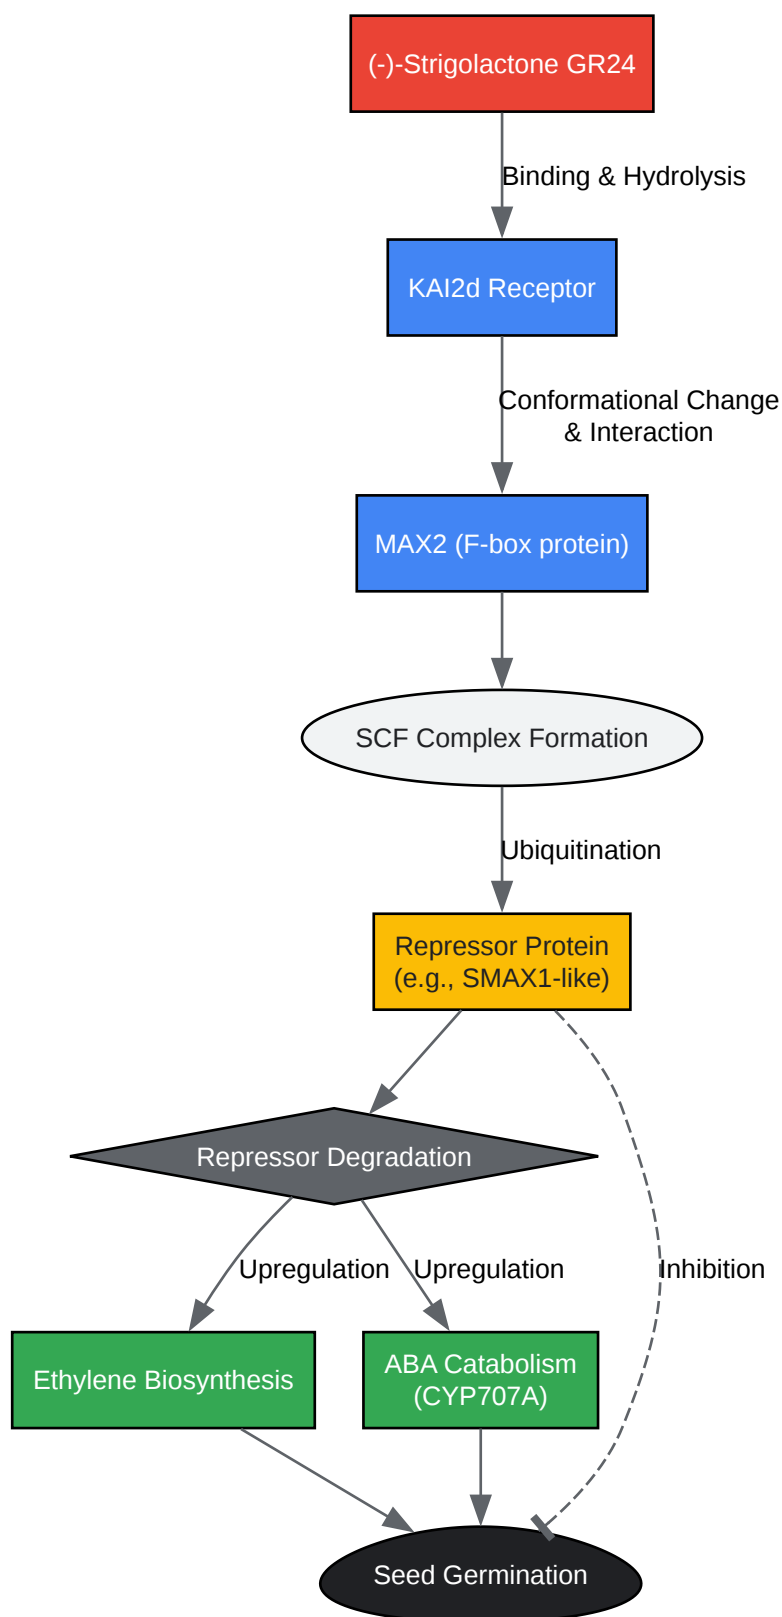 (-)-Strigolactone GR24
Binding & Hydrolysis
KAI2d Receptor
Conformational Change
& Interaction
MAX2 (F-box protein)
SCF Complex Formation
Ubiquitination
Repressor Protein
(e.g., SMAX1-like)
Repressor Degradation
Upregulation
Upregulation
Inhibition
Ethylene Biosynthesis
ABA Catabolism
(CYP707A)
Seed Germination